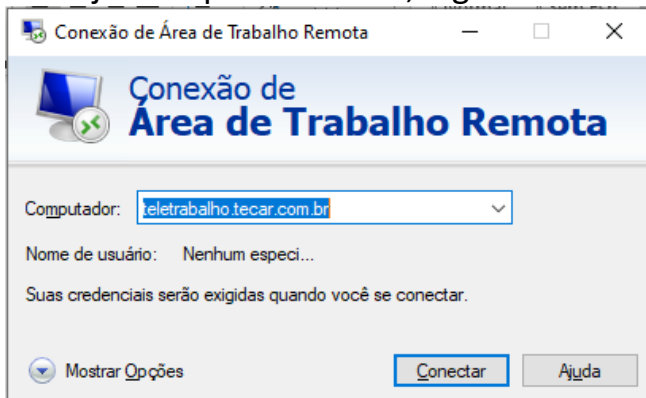 Conexão de Área de Trabalho Remota
Conexão de
Área de Trabalho Remota
Computador: teletrabalho.tecar.com.br
Nome de usuário: Nenhum especi...
Suas credenciais serão exigidas quando você se conectar.
Mostrar Opções Conectar Ajuda